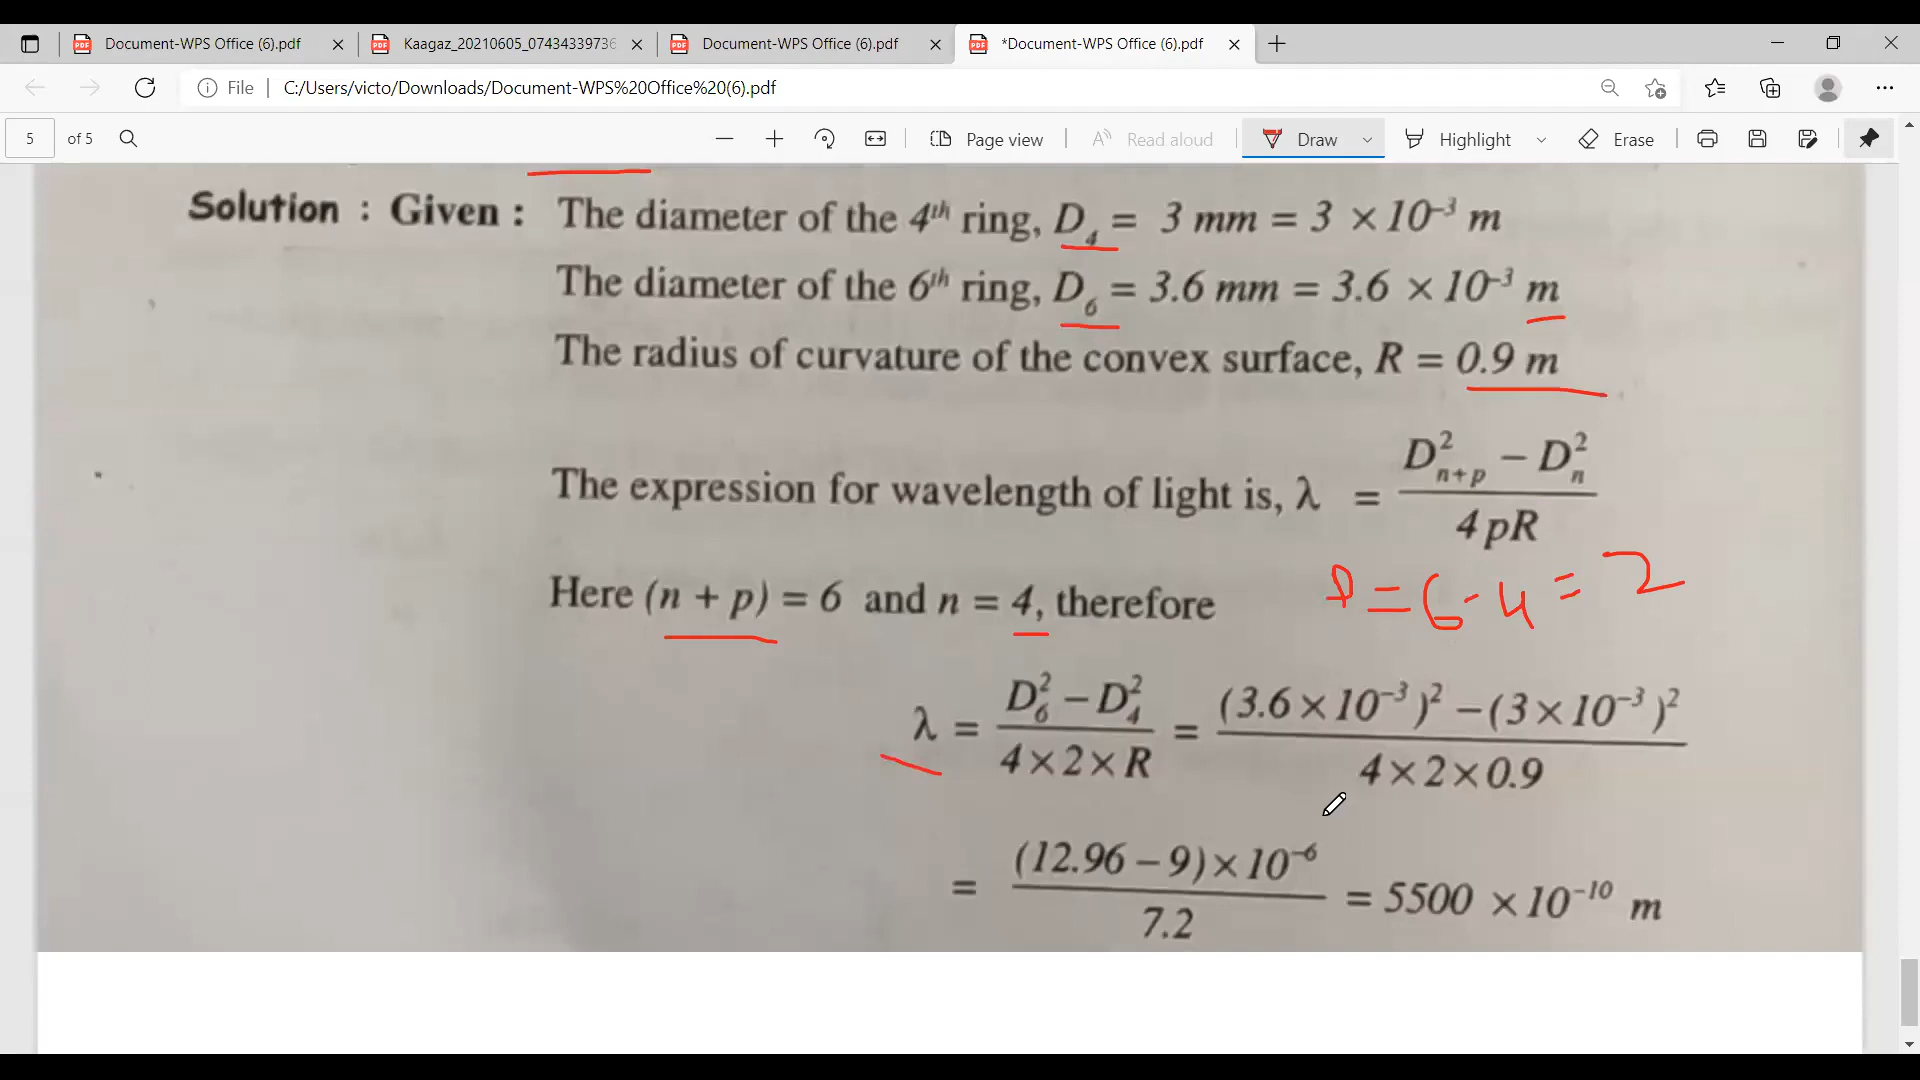 Document-WPS Office (6).pdf
Kaagaz_20210605_07434339736
Document-WPS Office (6).pdf
*Document-WPS Office (6).pdf
File
C:/Users/victo/Downloads/Document-WPS%20Office%20(6).pdf
5 of 5
Page view
Read aloud
Draw
Highlight
Erase
Solution : Given : The diameter of the 4th ring, D₄ = 3 mm = 3 × 10⁻³ m
The diameter of the 6th ring, D₆ = 3.6 mm = 3.6 × 10⁻³ m
The radius of curvature of the convex surface, R = 0.9 m
The expression for wavelength of light is, λ = (D²ₙ₊ₚ − D²ₙ) / 4 pR
Here (n + p) = 6 and n = 4, therefore
P = 6 - 4 = 2
λ = (D₆² − D₄²) / (4 × 2 × R) = ((3.6 × 10⁻³)² − (3 × 10⁻³)²) / (4 × 2 × 0.9)
= ((12.96 − 9) × 10⁻⁶) / 7.2 = 5500 × 10⁻¹⁰ m